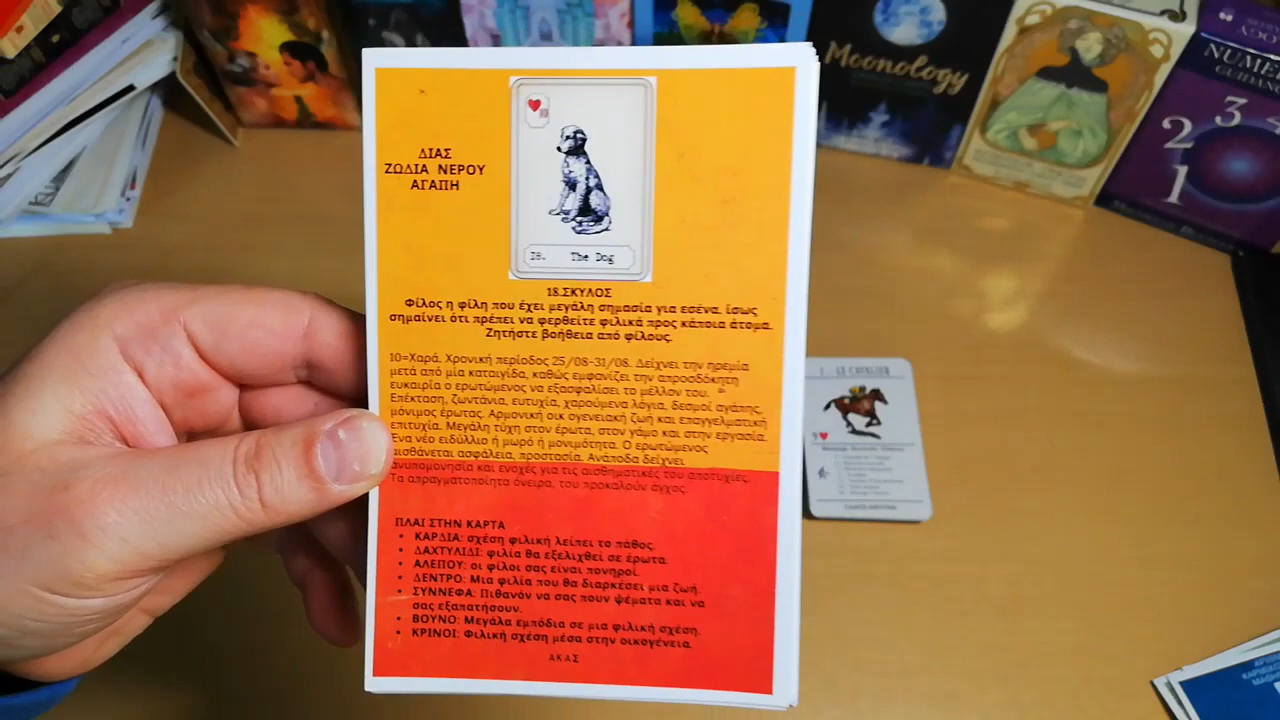 ΔΙΑΣ
ΖΩΔΙΑ ΝΕΡΟΥ
ΑΓΑΠΗ
18. The Dog
18.ΣΚΥΛΟΣ
Φίλος η φίλη που έχει μεγάλη σημασία για εσένα. ίσως
σημαίνει ότι πρέπει να φερθείτε φιλικά προς κάποια άτομα.
Ζητήστε βοήθεια από φίλους.
10=Χαρά. Χρονική περίοδος 25/08-31/08. Δείχνει την ηρεμία
μετά από μία καταιγίδα, καθώς εμφανίζει την απροσδόκητη
ευκαιρία ο ερωτώμενος να εξασφαλίσει το μέλλον του.
Επέκταση, ζωντάνια, ευτυχία, χαρούμενα λόγια, δεσμοί αγάπης,
μόνιμος έρωτας. Αρμονική οικ ογενειακή ζωή και επαγγελματική
επιτυχία. Μεγάλη τύχη στον έρωτα, στον γάμο και στην εργασία.
Ένα νέο ειδύλλιο ή μωρό ή μονιμότητα. Ο ερωτώμενος
αισθάνεται ασφάλεια, προστασία. Ανάποδα δείχνει
ανυπομονησία και ενοχές για τις αισθηματικές του αποτυχίες.
Τα απραγματοποίητα όνειρα, του προκαλούν άγχος.
ΠΛΑΙ ΣΤΗΝ ΚΑΡΤΑ
• ΚΑΡΔΙΑ: σχέση φιλική λείπει το πάθος.
• ΔΑΧΤΥΛΙΔΙ: φιλία θα εξελιχθεί σε έρωτα.
• ΑΛΕΠΟΥ: οι φίλοι σας είναι πονηροί.
• ΔΕΝΤΡΟ: Μια φιλία που θα διαρκέσει μια ζωή.
• ΣΥΝΝΕΦΑ: Πιθανόν να σας πουν ψέματα και να
σας εξαπατήσουν.
• ΒΟΥΝΟ: Μεγάλα εμπόδια σε μια φιλική σχέση.
• ΚΡΙΝΟΙ: Φιλική σχέση μέσα στην οικογένεια.
ΑΚΑΣ
Moonology
GUIDANCE
2 3
1